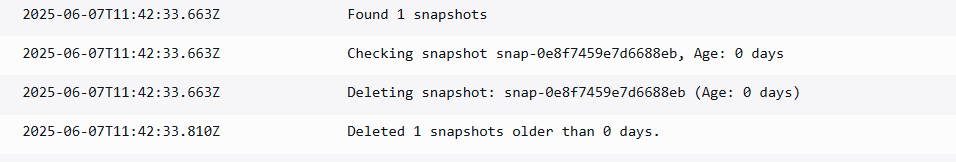 2025-06-07T11:42:33.663Z Found 1 snapshots
2025-06-07T11:42:33.663Z Checking snapshot snap-0e8f7459e7d6688eb, Age: 0 days
2025-06-07T11:42:33.663Z Deleting snapshot: snap-0e8f7459e7d6688eb (Age: 0 days)
2025-06-07T11:42:33.810Z Deleted 1 snapshots older than 0 days.